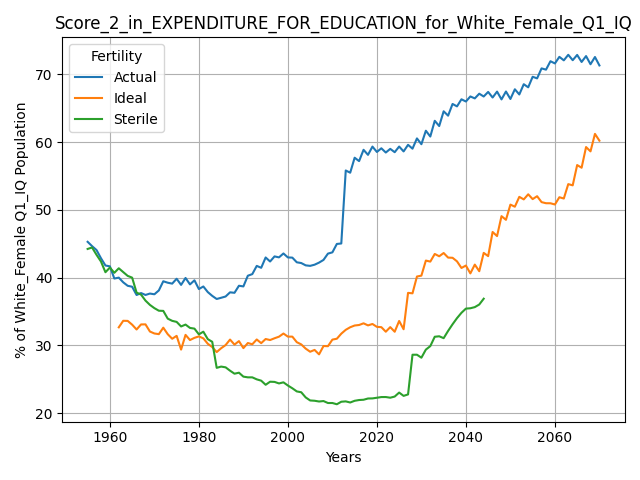 Score_2_in_EXPENDITURE_FOR_EDUCATION_for_White_Female_Q1_IQ
Fertility
Actual
Ideal
Sterile
% of White_Female Q1_IQ Population
70
60
50
40
30
20
1960
1980
2000
2020
2040
2060
Years